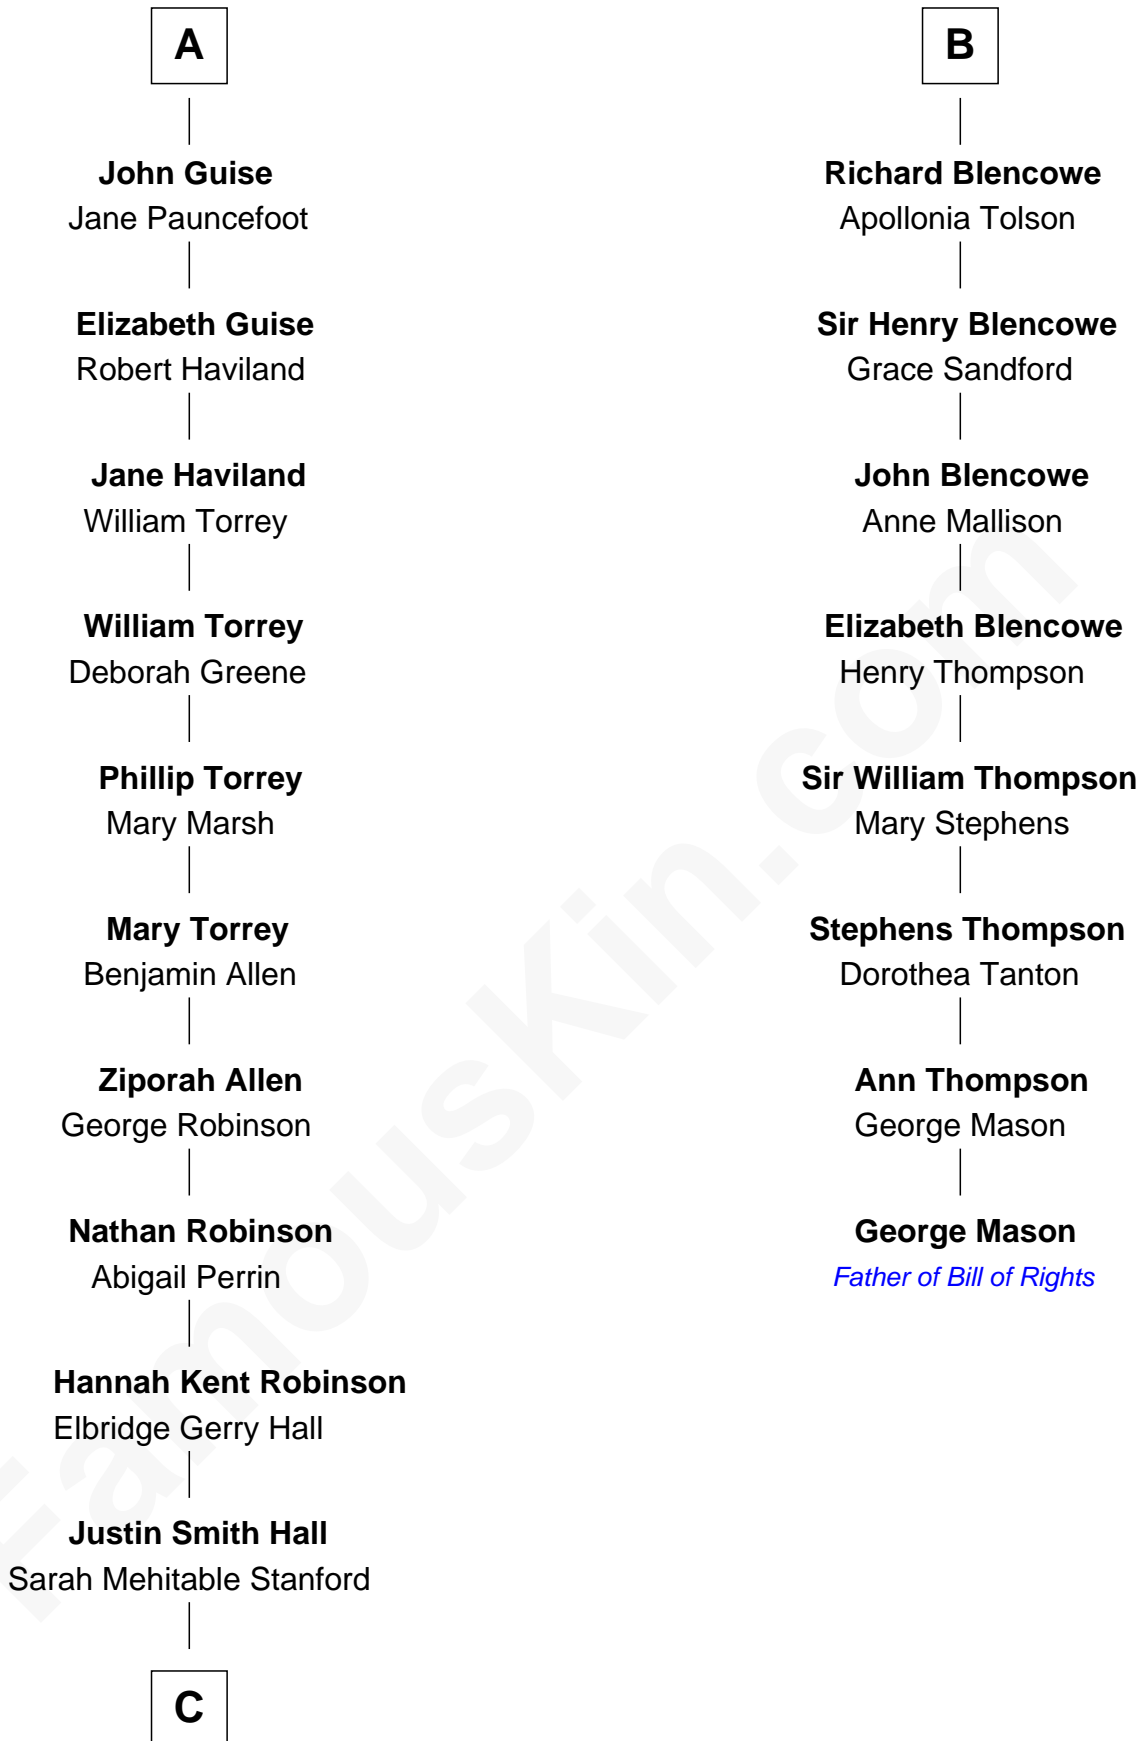 A
John Guise
Jane Pauncefoot
Elizabeth Guise
Robert Haviland
Jane Haviland
William Torrey
William Torrey
Deborah Greene
Phillip Torrey
Mary Marsh
Mary Torrey
Benjamin Allen
Ziporah Allen
George Robinson
Nathan Robinson
Abigail Perrin
Hannah Kent Robinson
Elbridge Gerry Hall
Justin Smith Hall
Sarah Mehitable Stanford
C
B
Richard Blencowe
Apollonia Tolson
Sir Henry Blencowe
Grace Sandford
John Blencowe
Anne Mallison
Elizabeth Blencowe
Henry Thompson
Sir William Thompson
Mary Stephens
Stephens Thompson
Dorothea Tanton
Ann Thompson
George Mason
George Mason
Father of Bill of Rights
FamousKin.com